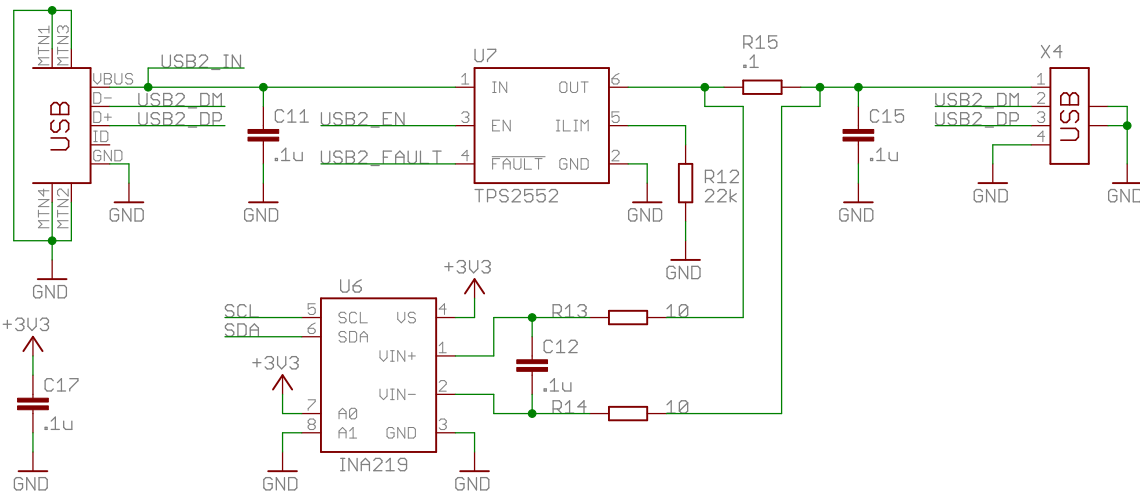 MTN1
MTN3
USB
VBUS
D-
D+
ID
GND
MTN4
MTN2
GND
GND
USB2_IN
USB2_DM
USB2_DP
C11
.1u
GND
USB2_EN
USB2_FAULT
U7
1 IN OUT 6
3 EN ILIM 5
4 FAULT GND 2
TPS2552
GND
R12
22k
GND
R15
.1
C15
.1u
GND
X4
USB2_DM
USB2_DP
1
2
3
4
USB
GND
GND
+3V3
C17
.1u
GND
SCL
SDA
+3V3
GND
U6
5 SCL VS 4
6 SDA
VIN+ 1
VIN- 2
7 A0
8 A1 GND 3
INA219
+3V3
GND
C12
.1u
R13 10
R14 10